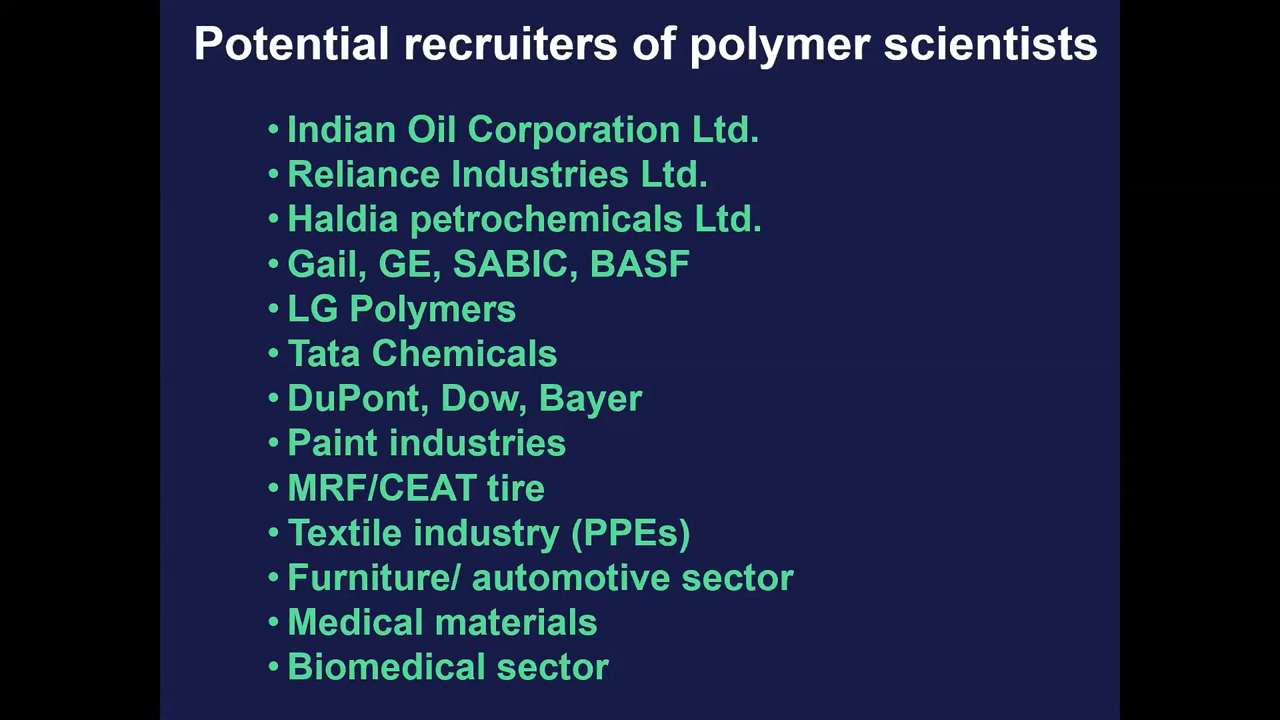 Potential recruiters of polymer scientists
• Indian Oil Corporation Ltd.
• Reliance Industries Ltd.
• Haldia petrochemicals Ltd.
• Gail, GE, SABIC, BASF
• LG Polymers
• Tata Chemicals
• DuPont, Dow, Bayer
• Paint industries
• MRF/CEAT tire
• Textile industry (PPEs)
• Furniture/ automotive sector
• Medical materials
• Biomedical sector